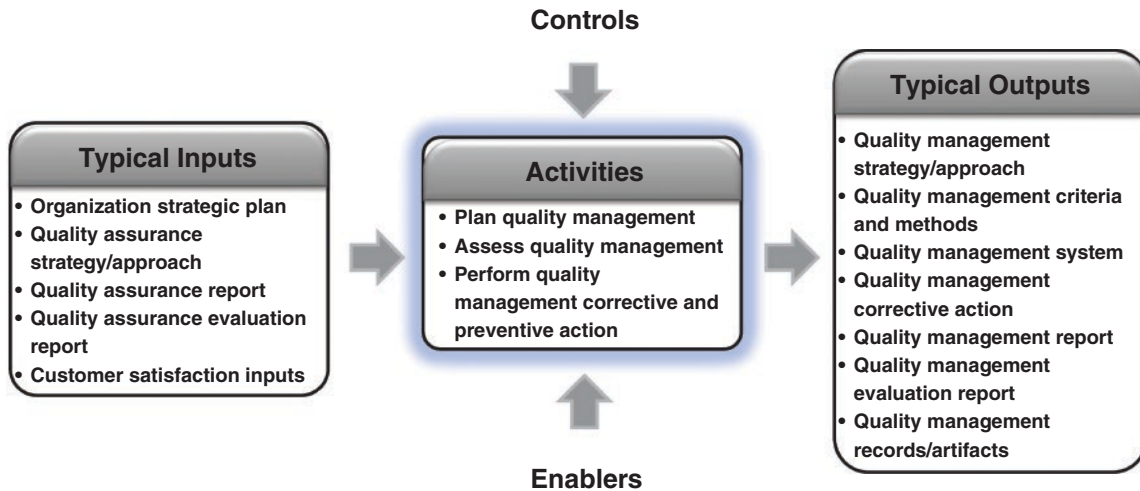 Controls
Typical Inputs
• Organization strategic plan
• Quality assurance
strategy/approach
• Quality assurance report
• Quality assurance evaluation
report
• Customer satisfaction inputs
Activities
• Plan quality management
• Assess quality management
• Perform quality
management corrective and
preventive action
Typical Outputs
• Quality management
strategy/approach
• Quality management criteria
and methods
• Quality management system
• Quality management
corrective action
• Quality management report
• Quality management
evaluation report
• Quality management
records/artifacts
Enablers